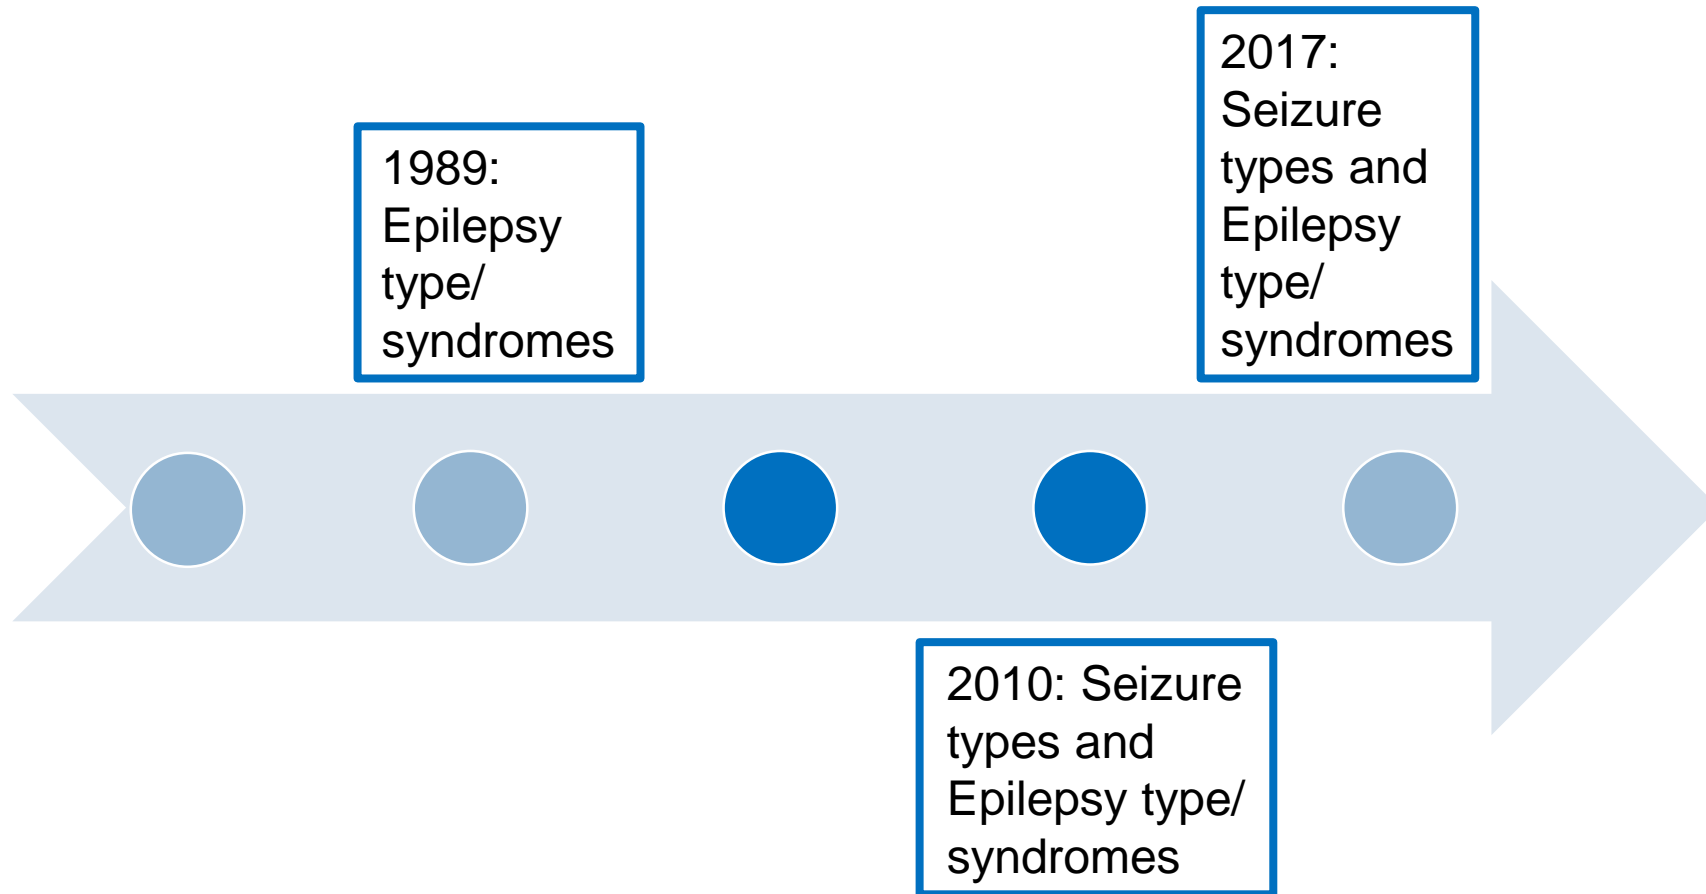 1989:
Epilepsy
type/
syndromes
2017:
Seizure
types and
Epilepsy
type/
syndromes
2010: Seizure
types and
Epilepsy type/
syndromes